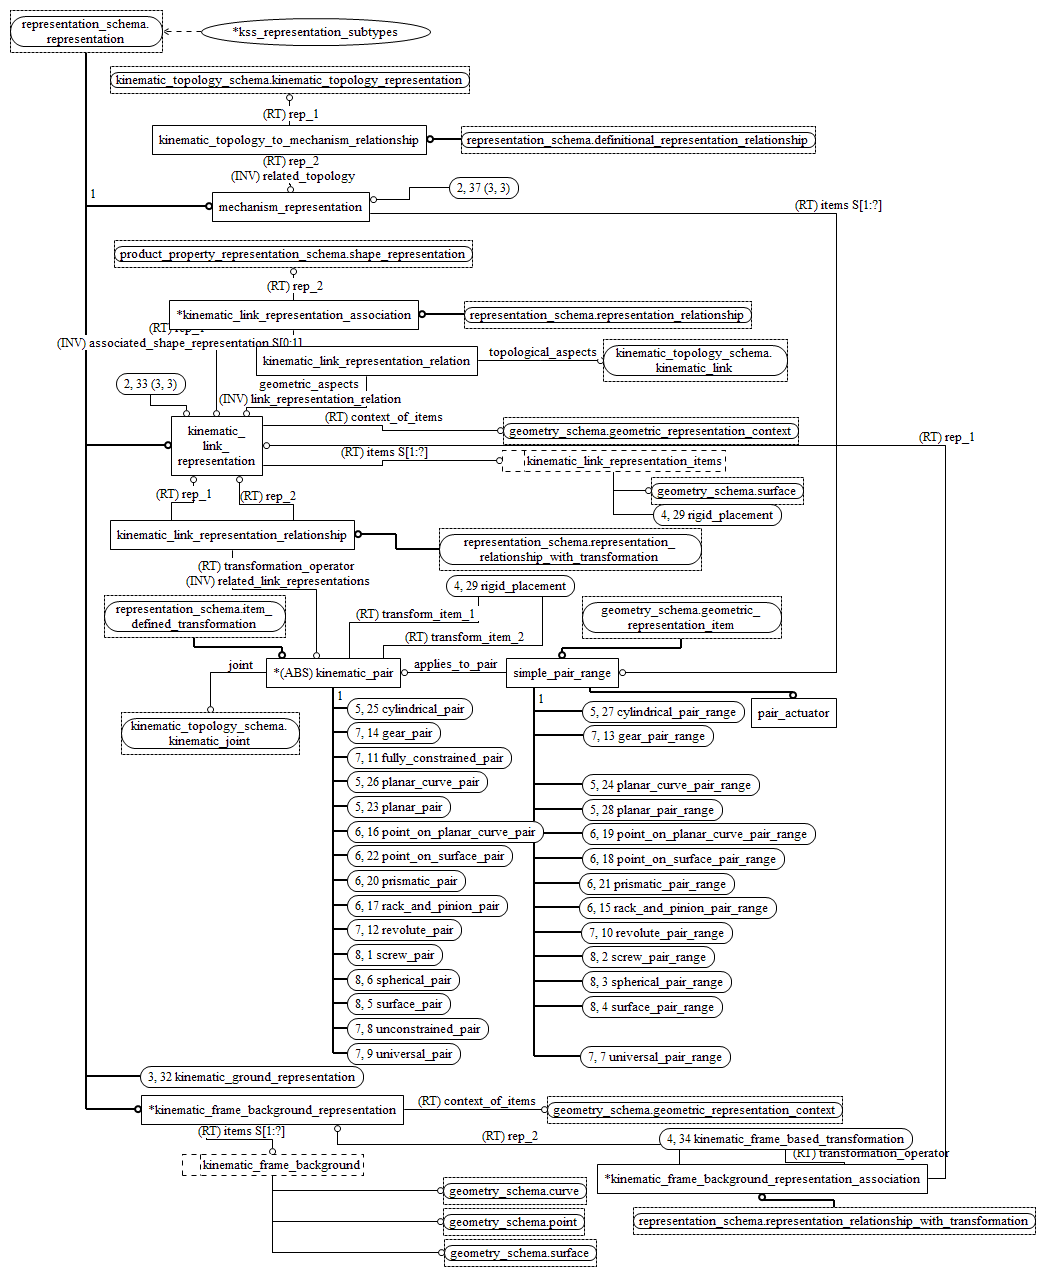 representation_schema.
representation
*kss_representation_subtypes
kinematic_topology_schema.kinematic_topology_representation
(RT) rep_1
kinematic_topology_to_mechanism_relationship
representation_schema.definitional_representation_relationship
(RT) rep_2
(INV) related_topology
2, 37 (3, 3)
1
mechanism_representation
(RT) items S[1:?]
product_property_representation_schema.shape_representation
(RT) rep_2
*kinematic_link_representation_association
representation_schema.representation_relationship
(RT) rep_1
(INV) associated_shape_representation S[0:1]
kinematic_link_representation_relation
topological_aspects
kinematic_topology_schema.
kinematic_link
2, 33 (3, 3)
geometric_aspects
(INV) link_representation_relation
kinematic_
link_
representation
(RT) context_of_items
geometry_schema.geometric_representation_context
(RT) rep_1
(RT) items S[1:?]
kinematic_link_representation_items
geometry_schema.surface
4, 29 rigid_placement
(RT) rep_1
(RT) rep_2
kinematic_link_representation_relationship
representation_schema.representation_
relationship_with_transformation
(RT) transformation_operator
(INV) related_link_representations
4, 29 rigid_placement
representation_schema.item_
defined_transformation
(RT) transform_item_1
(RT) transform_item_2
geometry_schema.geometric_
representation_item
joint
*(ABS) kinematic_pair
applies_to_pair
simple_pair_range
kinematic_topology_schema.
kinematic_joint
1
1
pair_actuator
5, 25 cylindrical_pair
5, 27 cylindrical_pair_range
7, 14 gear_pair
7, 13 gear_pair_range
7, 11 fully_constrained_pair
5, 26 planar_curve_pair
5, 24 planar_curve_pair_range
5, 23 planar_pair
5, 28 planar_pair_range
6, 16 point_on_planar_curve_pair
6, 19 point_on_planar_curve_pair_range
6, 22 point_on_surface_pair
6, 18 point_on_surface_pair_range
6, 20 prismatic_pair
6, 21 prismatic_pair_range
6, 17 rack_and_pinion_pair
6, 15 rack_and_pinion_pair_range
7, 12 revolute_pair
7, 10 revolute_pair_range
8, 1 screw_pair
8, 2 screw_pair_range
8, 6 spherical_pair
8, 3 spherical_pair_range
8, 5 surface_pair
8, 4 surface_pair_range
7, 8 unconstrained_pair
7, 9 universal_pair
7, 7 universal_pair_range
3, 32 kinematic_ground_representation
*kinematic_frame_background_representation
(RT) context_of_items
geometry_schema.geometric_representation_context
(RT) items S[1:?]
(RT) rep_2
4, 34 kinematic_frame_based_transformation
(RT) transformation_operator
kinematic_frame_background
*kinematic_frame_background_representation_association
geometry_schema.curve
geometry_schema.point
representation_schema.representation_relationship_with_transformation
geometry_schema.surface